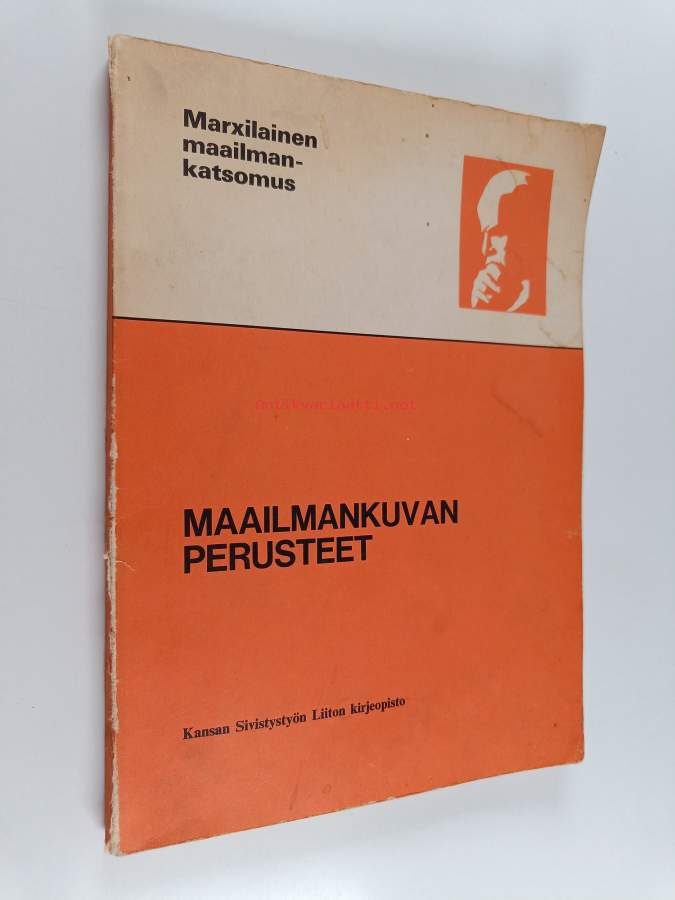 Marxilainen
maailman-
katsomus
antikvariaatti.net
MAAILMANKUVAN
PERUSTEET
Kansan Sivistystyön Liiton kirjeopisto